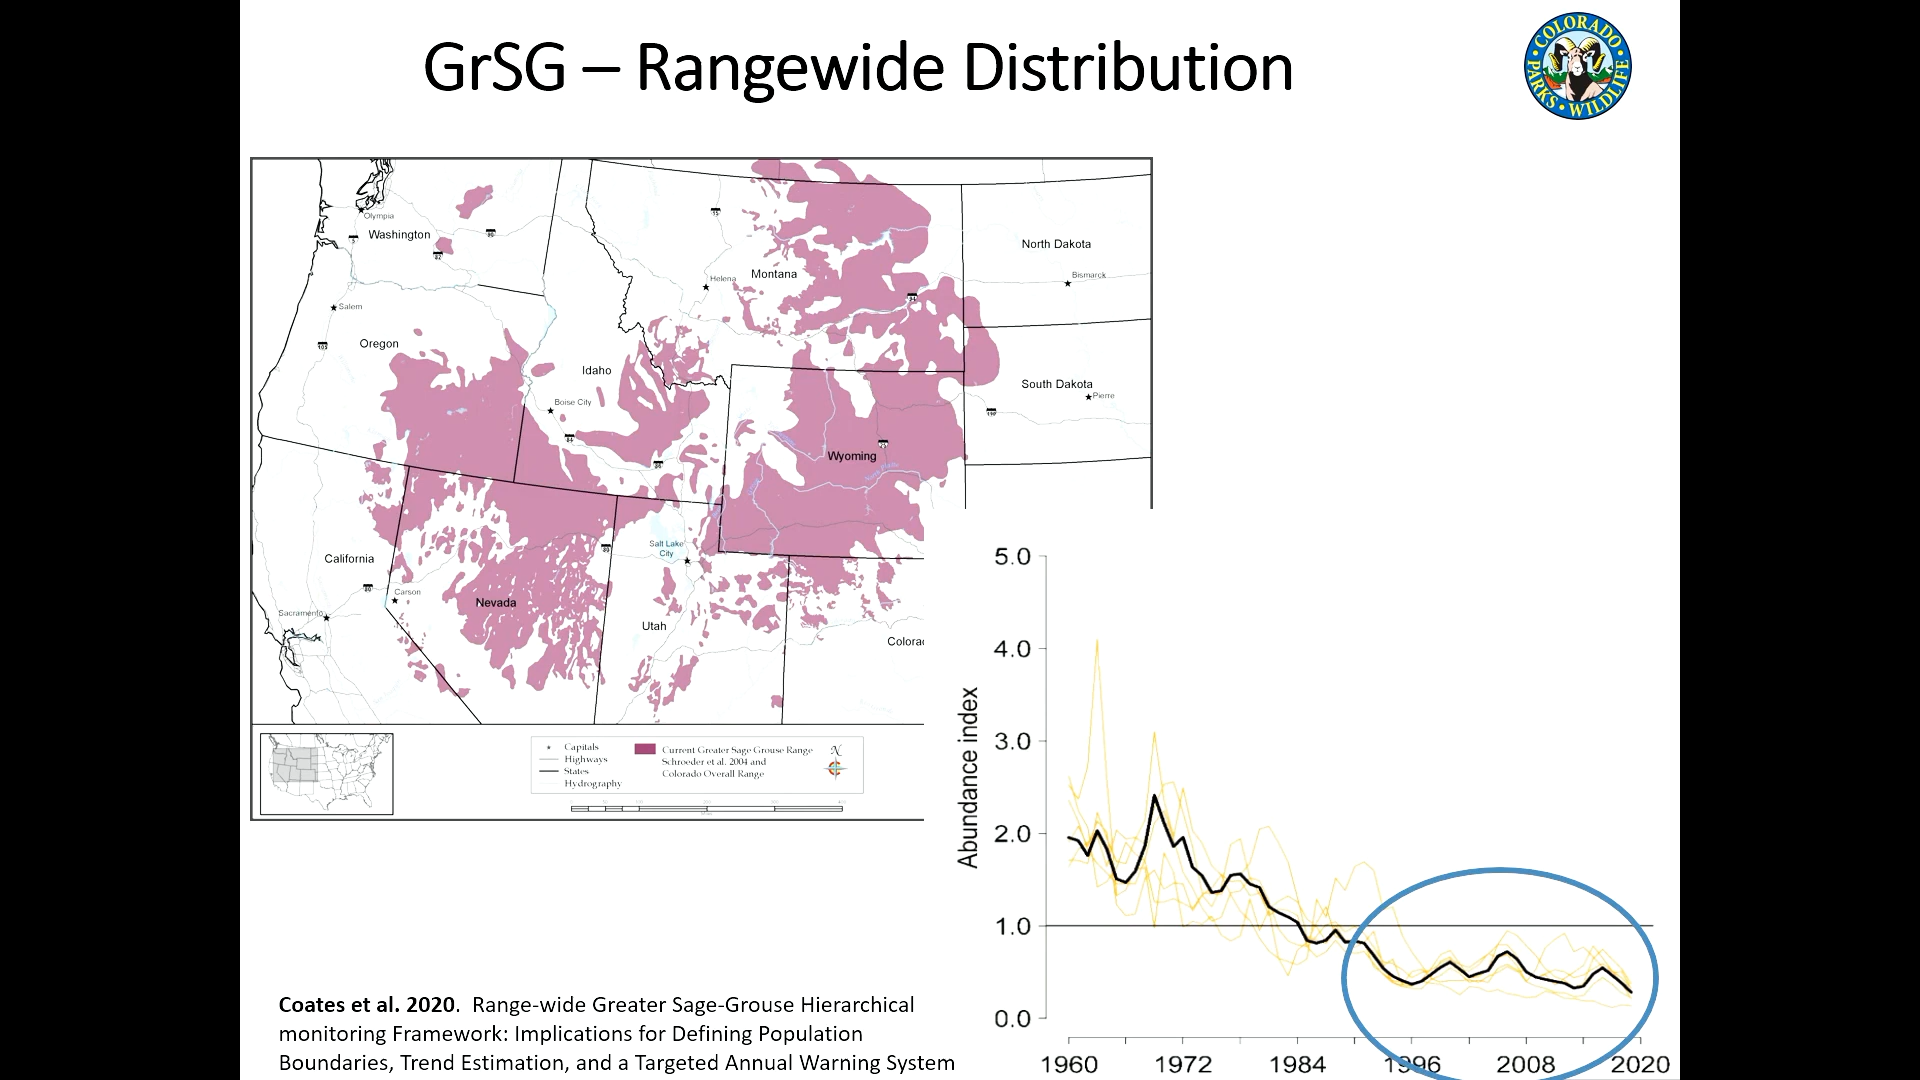 GrSG – Rangewide Distribution
COLORADO
PARKS • WILDLIFE
Olympia
Washington
Salem
Oregon
Helena
Montana
North Dakota
Bismarck
Idaho
Boise City
South Dakota
Pierre
Wyoming
California
Sacramento
Carson
Nevada
Salt Lake
City
Utah
Colorad
Capitals
Highways
States
Hydrography
Current Greater Sage Grouse Range
Schroeder et al. 2004 and
Colorado Overall Range
N
Abundance index
5.0
4.0
3.0
2.0
1.0
0.0
1960 1972 1984 1996 2008 2020
Coates et al. 2020. Range-wide Greater Sage-Grouse Hierarchical
monitoring Framework: Implications for Defining Population
Boundaries, Trend Estimation, and a Targeted Annual Warning System